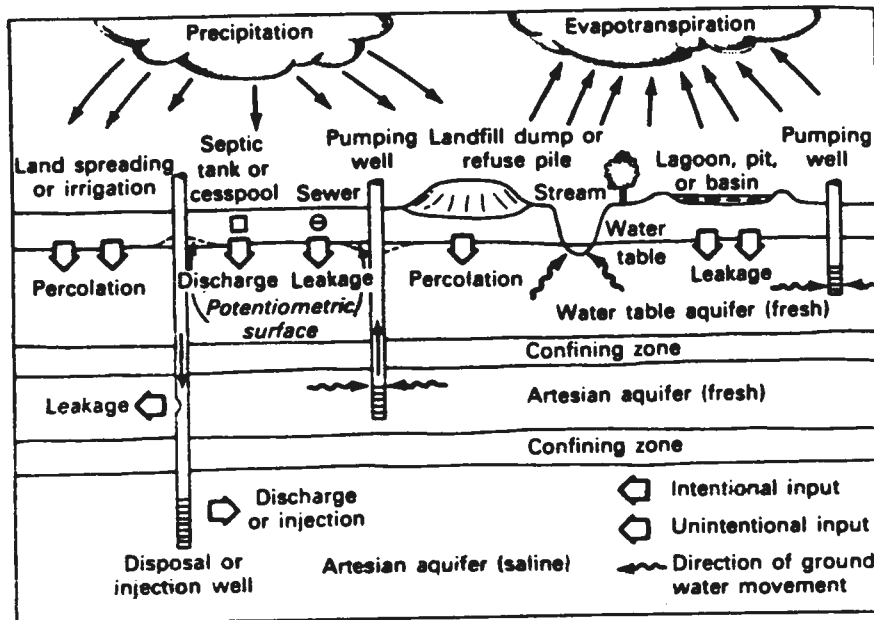 Precipitation
Evapotranspiration
Land spreading
or irrigation
Septic
tank or
cesspool
Sewer
Pumping
well
Landfill dump or
refuse pile
Stream
Lagoon, pit,
or basin
Pumping
well
Water
table
Percolation
Discharge
Leakage
Percolation
Leakage
(Potentiometric)
surface
Water table aquifer (fresh)
Confining zone
Leakage
Artesian aquifer (fresh)
Confining zone
Discharge
or injection
Intentional input
Unintentional input
Disposal or
injection well
Artesian aquifer (saline)
Direction of ground
water movement